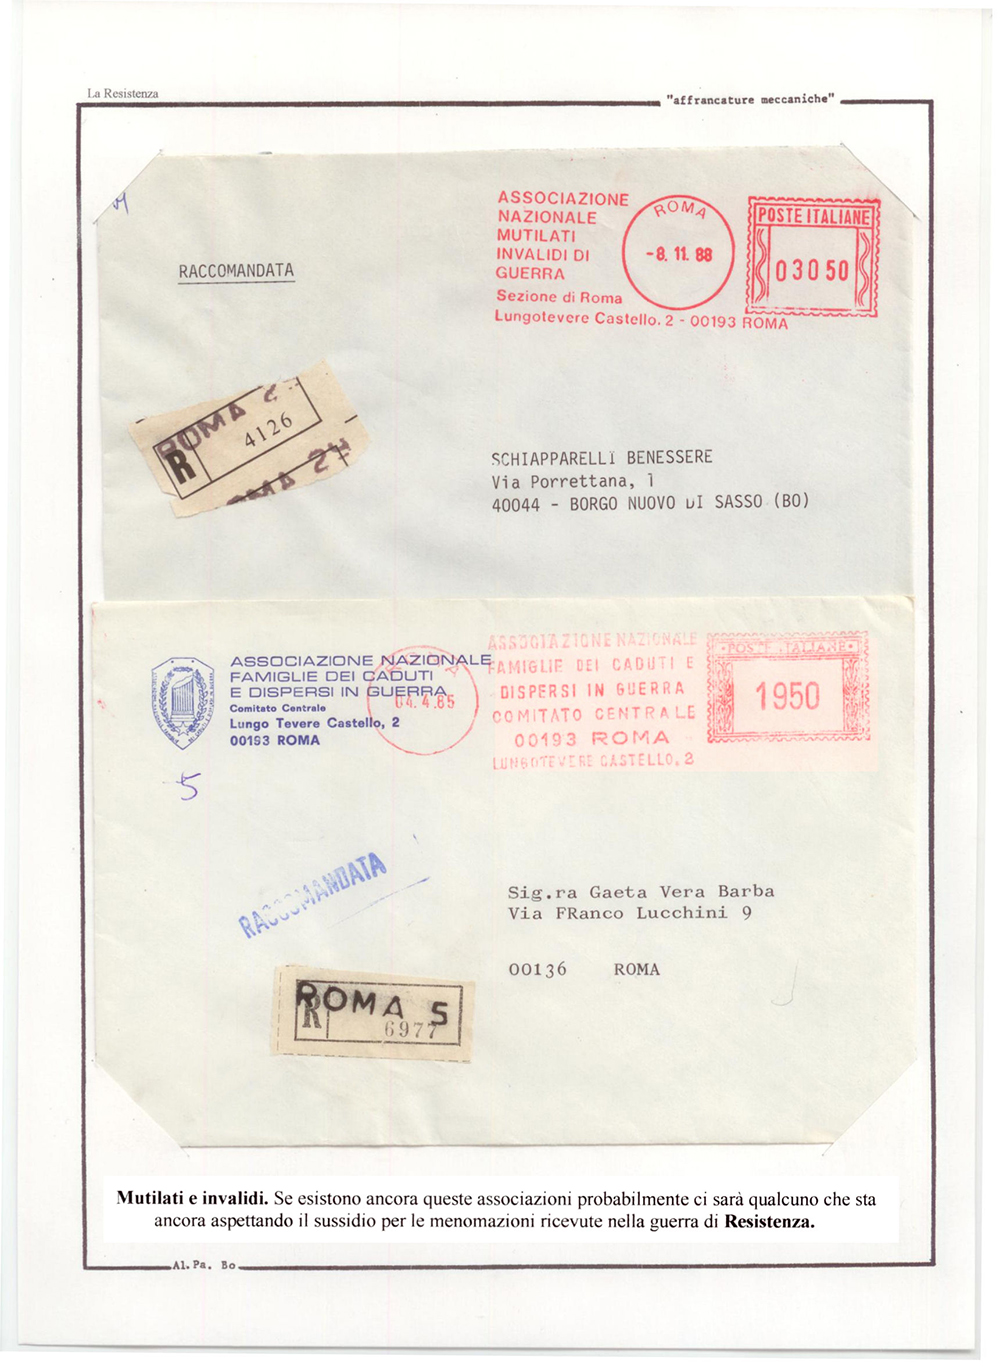 La Resistenza
"affrancature meccaniche"
ASSOCIAZIONE
NAZIONALE
MUTILATI
INVALIDI DI
GUERRA
Sezione di Roma
Lungotevere Castello. 2 - 00193 ROMA
ROMA
-8. 11. 88
POSTE ITALIANE
03050
RACCOMANDATA
ROMA 2
R
4126
ROMA 24
SCHIAPPARELLI BENESSERE
Via Porrettana, 1
40044 - BORGO NUOVO DI SASSO (BO)
ASSOCIAZIONE NAZIONALE
FAMIGLIE DEI CADUTI
E DISPERSI IN GUERRA
Comitato Centrale
Lungo Tevere Castello, 2
00193 ROMA
04. 4. 85
ASSOCIAZIONE NAZIONALE
FAMIGLIE DEI CADUTI E
DISPERSI IN GUERRA
COMITATO CENTRALE
00193 ROMA
LUNGOTEVERE CASTELLO, 2
POSTE ITALIANE
1950
5
RACCOMANDATA
Sig.ra Gaeta Vera Barba
Via FRanco Lucchini 9
00136 ROMA
ROMA 5
R
6977
Mutilati e invalidi. Se esistono ancora queste associazioni probabilmente ci sarà qualcuno che sta
ancora aspettando il sussidio per le menomazioni ricevute nella guerra di Resistenza.
Al. Pa. Bo